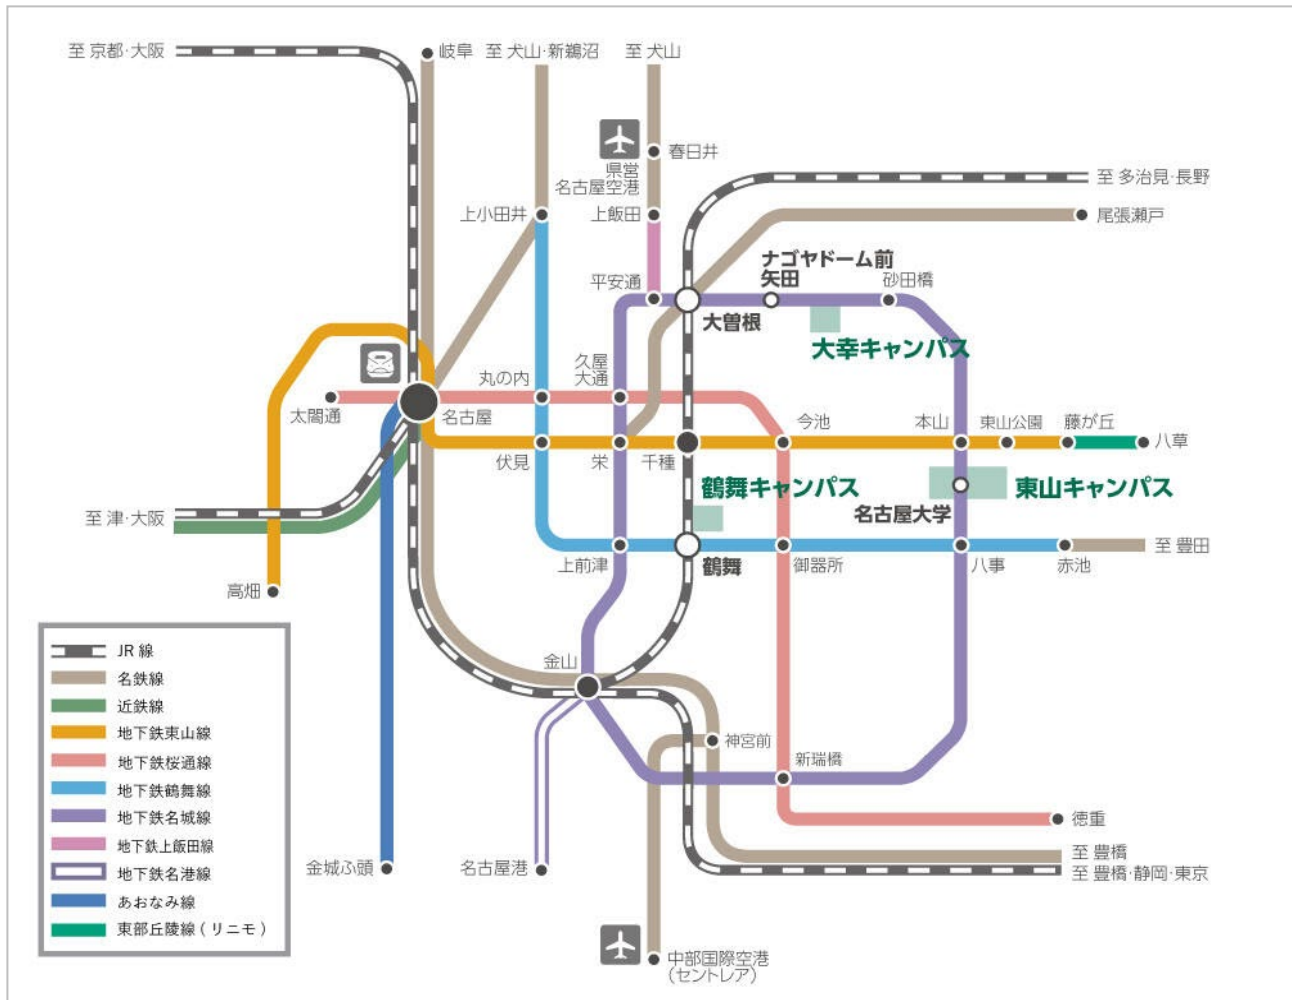 至 京都・大阪
岐阜
至 犬山・新鵜沼
至 犬山
春日井
県営
名古屋空港
至 多治見・長野
上小田井
上飯田
尾張瀬戸
平安通
ナゴヤドーム前
矢田
砂田橋
大曽根
大幸キャンパス
太閤通
名古屋
丸の内
久屋
大通
今池
本山
東山公園
藤が丘
八草
伏見
栄
千種
鶴舞キャンパス
東山キャンパス
名古屋大学
至 津・大阪
上前津
鶴舞
御器所
八事
赤池
至 豊田
高畑
金山
神宮前
新瑞橋
徳重
金城ふ頭
名古屋港
至 豊橋
至 豊橋・静岡・東京
中部国際空港
(セントレア)
JR 線
名鉄線
近鉄線
地下鉄東山線
地下鉄桜通線
地下鉄鶴舞線
地下鉄名城線
地下鉄上飯田線
地下鉄名港線
あおなみ線
東部丘陵線 ( リニモ )